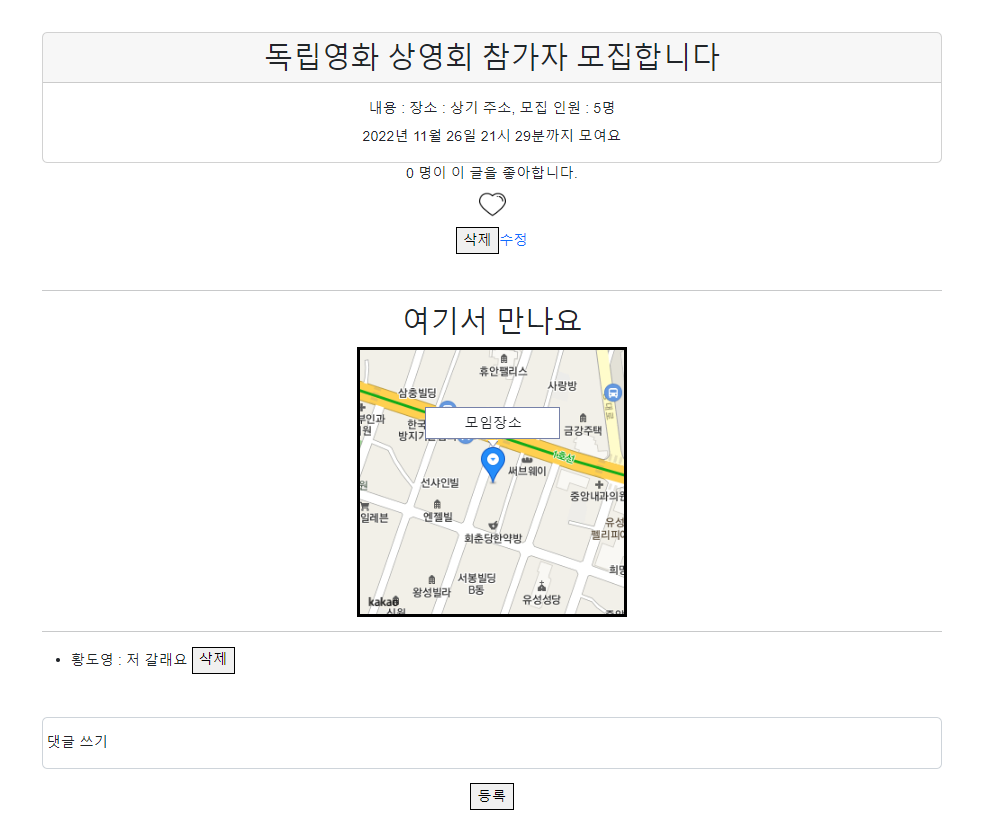 독립영화 상영회 참가자 모집합니다
내용 : 장소 : 상기 주소, 모집 인원 : 5명
2022년 11월 26일 21시 29분까지 모여요
0 명이 이 글을 좋아합니다.
삭제 수정
여기서 만나요
휴안팰리스
사랑방
삼충빌딩
모임장소
금강주택
1호선
써브웨이
선샤인빌
중앙내과의원
일레븐
엔젤빌
유성
펠리피
회춘당한약방
희망
서봉빌딩
B동
왕성빌라
유성성당
kakao
황도영 : 저 갈래요 삭제
댓글 쓰기
등록